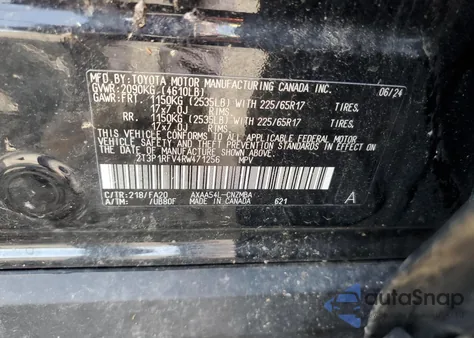 MFD.BY:TOYOTA MOTOR MANUFACTURING CANADA INC. 06/24
GVWR:2090KG (4610LB)
GAWR:FRT. 1150KG (2535LB) WITH 225/65R17 TIRES,
17x7.0J RIMS
RR. 1150KG (2535LB) WITH 225/65R17 TIRES,
17x7.0J RIMS
THIS VEHICLE CONFORMS TO ALL APPLICABLE FEDERAL MOTOR
VEHICLE SAFETY STANDARDS IN EFFECT ON THE
DATE OF MANUFACTURE SHOWN ABOVE.
2T3P1RFV4RW471256 MPV
C/TR:218/FA20 AXAA54L-CNZMBA
A/TM: /UB80F MADE IN CANADA 621 A
autoSnap